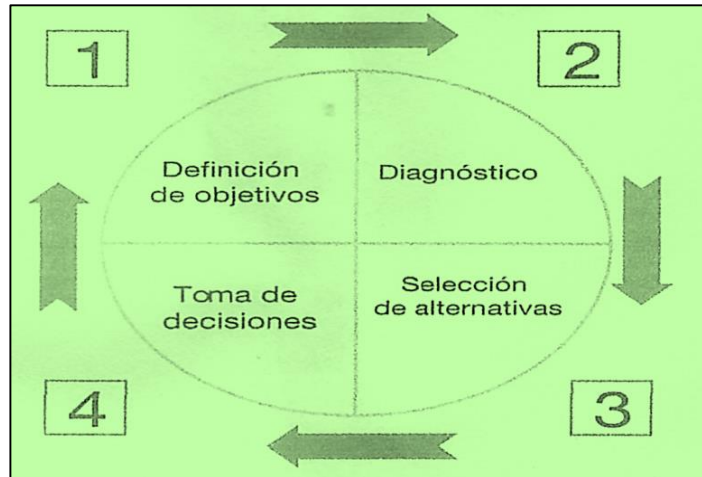 1
2
Definición
de objetivos
Diagnóstico
Toma de
decisiones
Selección
de alternativas
4
3